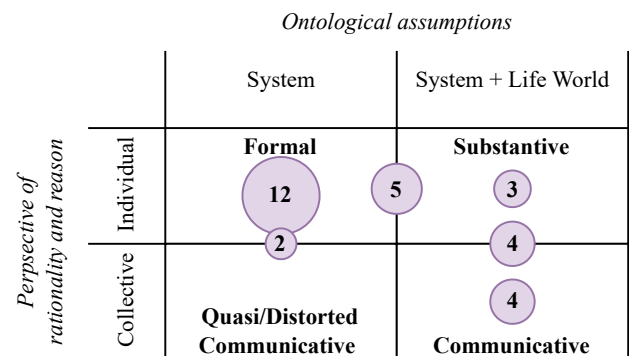 Ontological assumptions
System
System + Life World
Perpsective of
rationality and reason
Individual
Formal
Substantive
12
5
3
2
4
Collective
4
Quasi/Distorted
Communicative
Communicative